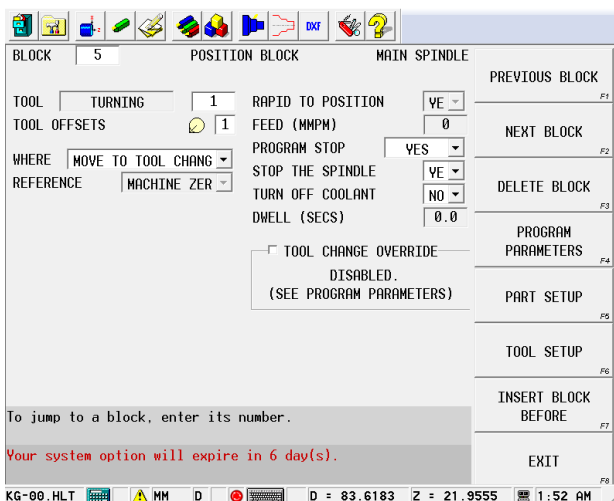 DXF
BLOCK 5 POSITION BLOCK MAIN SPINDLE
PREVIOUS BLOCK
F1
TOOL TURNING 1 RAPID TO POSITION YE
TOOL OFFSETS 1 FEED (MMPM) 0
NEXT BLOCK
F2
PROGRAM STOP YES
WHERE MOVE TO TOOL CHANG STOP THE SPINDLE YE
REFERENCE MACHINE ZER TURN OFF COOLANT NO
DELETE BLOCK
F3
DWELL (SECS) 0.0
PROGRAM
PARAMETERS
F4
TOOL CHANGE OVERRIDE
DISABLED.
(SEE PROGRAM PARAMETERS)
PART SETUP
F5
TOOL SETUP
F6
INSERT BLOCK
BEFORE
F7
To jump to a block, enter its number.
Your system option will expire in 6 day(s).
EXIT
F8
KG-00.HLT MM D D = 83.6183 Z = 21.9555 1:52 AM